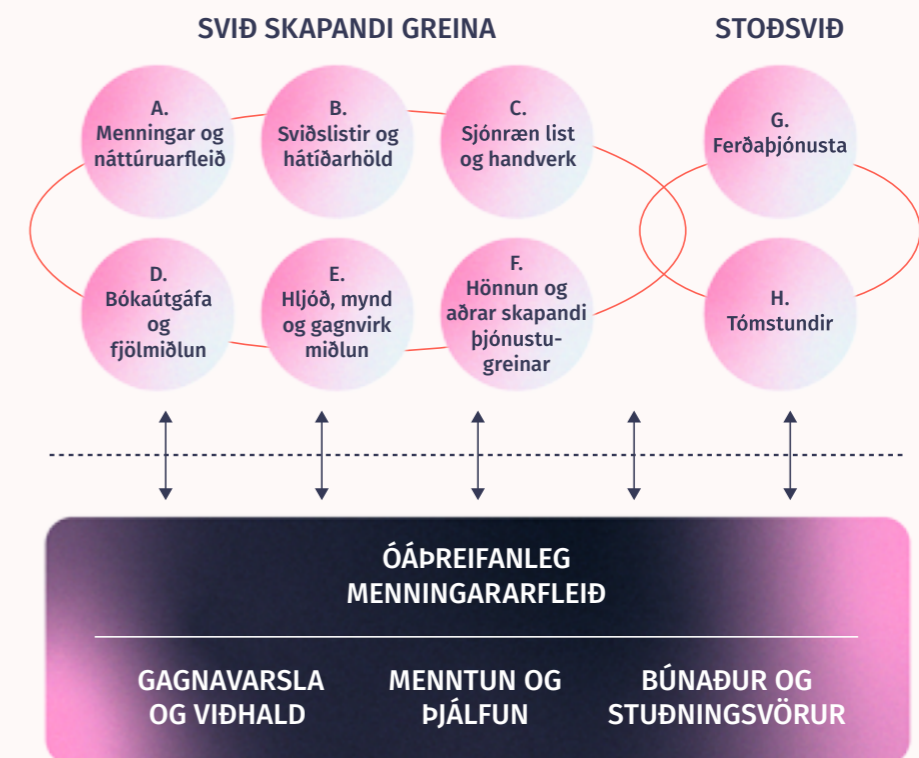 SVIÐ SKAPANDI GREINA
STOÐSVIÐ
A.
Menningar og
náttúruarfleið
B.
Sviðslistir og
hátíðarhöld
C.
Sjónræn list
og handverk
G.
Ferðaþjónusta
D.
Bókaútgáfa
og
fjölmiðlun
E.
Hljóð, mynd
og gagnvirk
miðlun
F.
Hönnun og
aðrar skapandi
þjónustu-
greinar
H.
Tómstundir
ÓÁÞREIFANLEG
MENNINGARARFLEIÐ
GAGNAVARSLA
OG VIÐHALD
MENNTUN OG
ÞJÁLFUN
BÚNAÐUR OG
STUÐNINGSVÖRUR